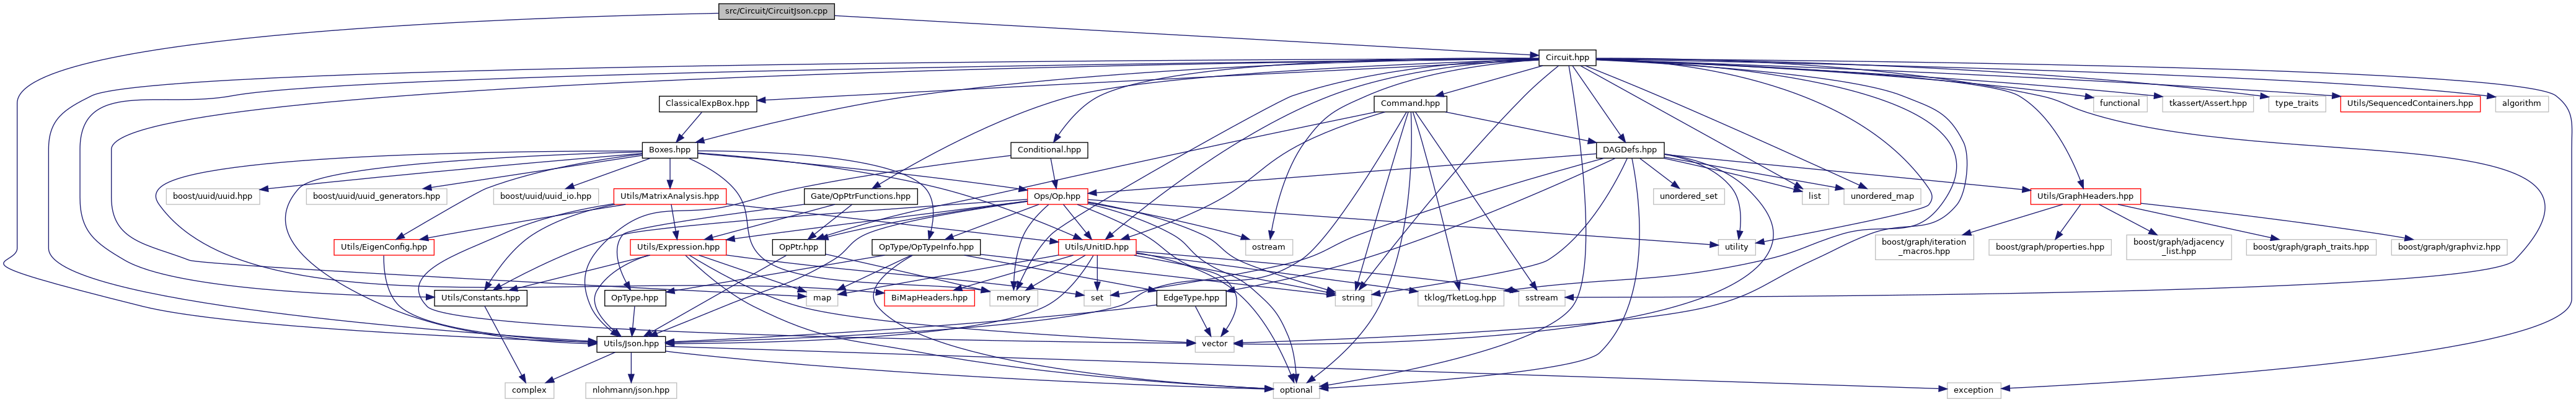 src/Circuit/CircuitJson.cpp
Circuit.hpp
ClassicalExpBox.hpp
Command.hpp
functional
tkassert/Assert.hpp
type_traits
Utils/SequencedContainers.hpp
algorithm
Boxes.hpp
Conditional.hpp
DAGDefs.hpp
boost/uuid/uuid.hpp
boost/uuid/uuid_generators.hpp
boost/uuid/uuid_io.hpp
Utils/MatrixAnalysis.hpp
Gate/OpPtrFunctions.hpp
Ops/Op.hpp
unordered_set
list
unordered_map
Utils/GraphHeaders.hpp
Utils/EigenConfig.hpp
Utils/Expression.hpp
OpPtr.hpp
OpType/OpTypeInfo.hpp
Utils/UnitID.hpp
ostream
utility
boost/graph/iteration
_macros.hpp
boost/graph/properties.hpp
boost/graph/adjacency
_list.hpp
boost/graph/graph_traits.hpp
boost/graph/graphviz.hpp
Utils/Constants.hpp
OpType.hpp
map
BiMapHeaders.hpp
memory
set
EdgeType.hpp
string
tklog/TketLog.hpp
sstream
Utils/Json.hpp
vector
complex
nlohmann/json.hpp
optional
exception